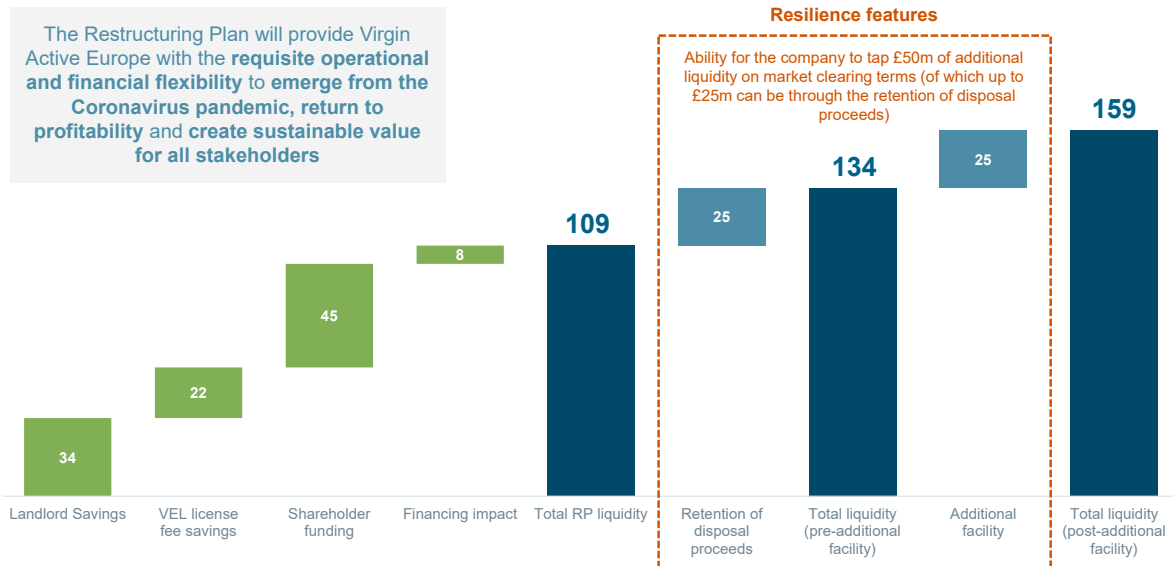 Resilience features
The Restructuring Plan will provide Virgin
Active Europe with the requisite operational
and financial flexibility to emerge from the
Coronavirus pandemic, return to
profitability and create sustainable value
for all stakeholders
Ability for the company to tap £50m of additional
liquidity on market clearing terms (of which up to
£25m can be through the retention of disposal
proceeds)
34
22
45
8
109
25
134
25
159
Landlord Savings
VEL license
fee savings
Shareholder
funding
Financing impact
Total RP liquidity
Retention of
disposal
proceeds
Total liquidity
(pre-additional
facility)
Additional
facility
Total liquidity
(post-additional
facility)